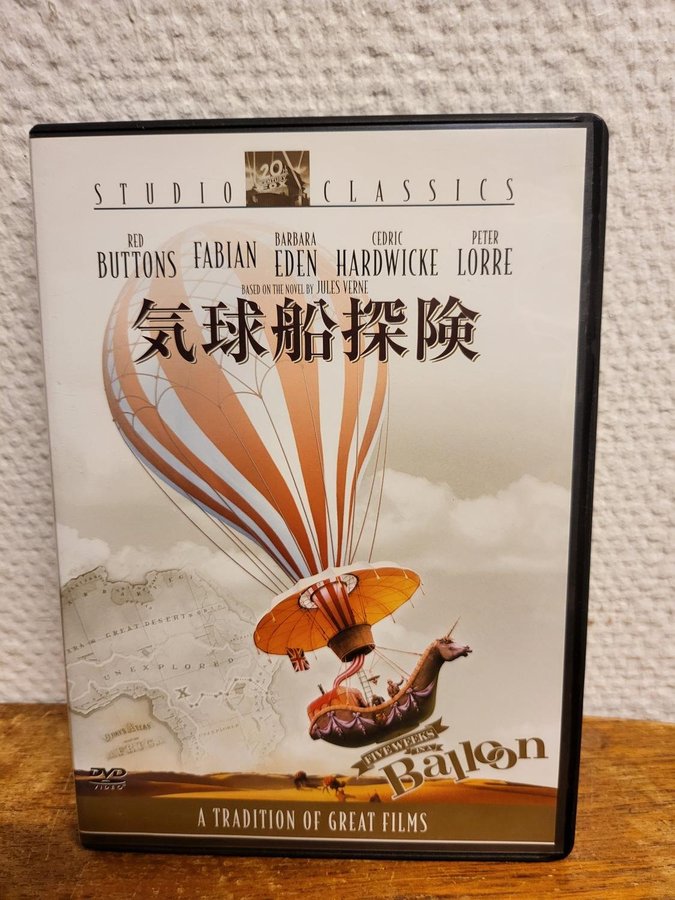 STUDIO 20th CENTURY FOX CLASSICS
RED BUTTONS
FABIAN
BARBARA EDEN
CEDRIC HARDWICKE
PETER LORRE
BASED ON THE NOVEL BY JULES VERNE
気球船探険
GREAT DESERT
UNEXPLORED
X
AFRIC
FIVE WEEKS
IN A
Balloon
DVD
VIDEO
A TRADITION OF GREAT FILMS